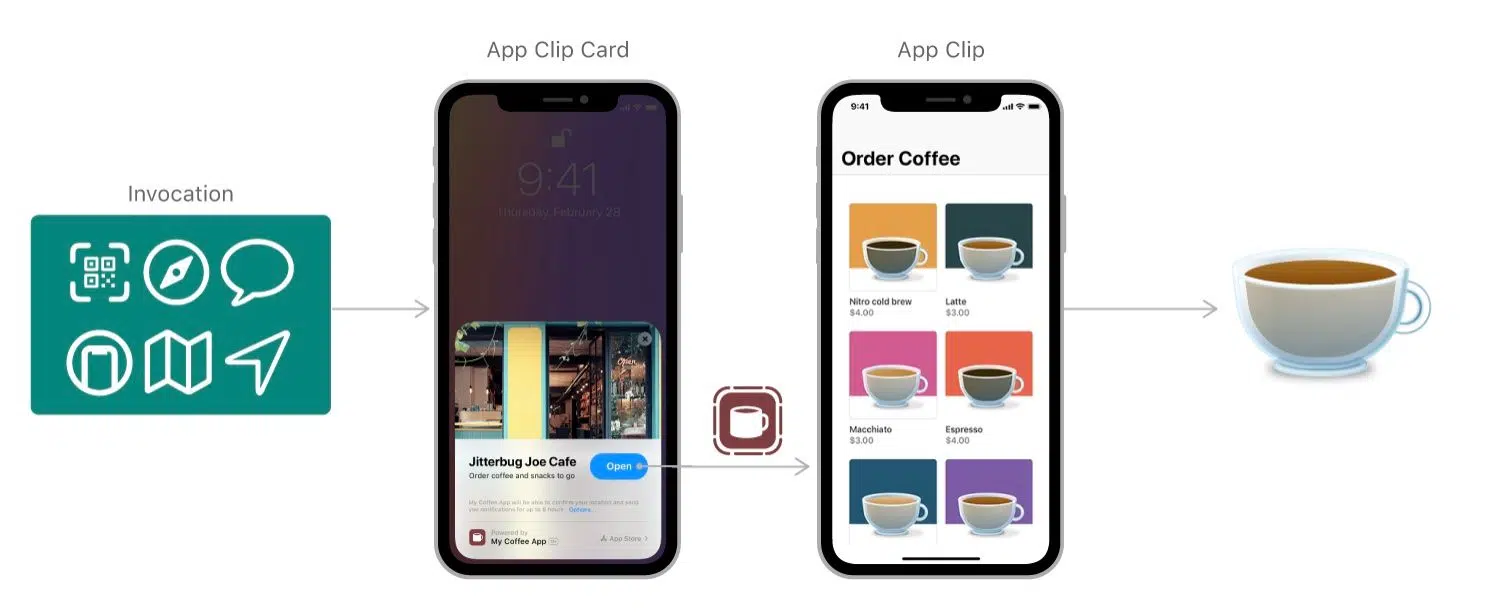 Invocation
App Clip Card
9:41
Thursday, February 28
Open
Jitterbug Joe Cafe
Order coffee and snacks to go
Open
My Coffee App will be able to confirm your location and send
you notifications for up to 8 hours. Options...
Powered by
My Coffee App
App Store
App Clip
9:41
Order Coffee
Nitro cold brew
$4.00
Latte
$3.00
Macchiato
$3.00
Espresso
$4.00